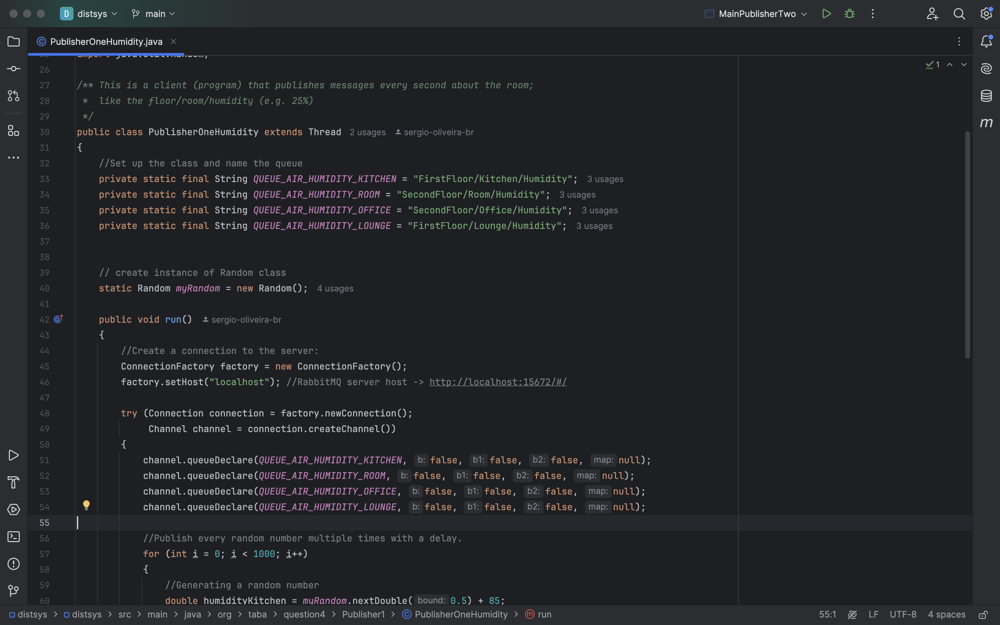 D distsys main MainPublisherTwo
PublisherOneHumidity.java
25 import java.util.Random;
1
26
27 /** This is a client (program) that publishes messages every second about the room;
28 * like the floor/room/humidity (e.g. 25%)
29 */
30 public class PublisherOneHumidity extends Thread 2 usages sergio-oliveira-br
31 {
32 //Set up the class and name the queue
33 private static final String QUEUE_AIR_HUMIDITY_KITCHEN = "FirstFloor/Kitchen/Humidity"; 3 usages
34 private static final String QUEUE_AIR_HUMIDITY_ROOM = "SecondFloor/Room/Humidity"; 3 usages
35 private static final String QUEUE_AIR_HUMIDITY_OFFICE = "SecondFloor/Office/Humidity"; 3 usages
36 private static final String QUEUE_AIR_HUMIDITY_LOUNGE = "FirstFloor/Lounge/Humidity"; 3 usages
37
38
39 // create instance of Random class
40 static Random myRandom = new Random(); 4 usages
41
42 public void run() sergio-oliveira-br
43 {
44 //Create a connection to the server:
45 ConnectionFactory factory = new ConnectionFactory();
46 factory.setHost("localhost"); //RabbitMQ server host -> http://localhost:15672/#/
47
48 try (Connection connection = factory.newConnection();
49 Channel channel = connection.createChannel())
50 {
51 channel.queueDeclare(QUEUE_AIR_HUMIDITY_KITCHEN, b: false, b1: false, b2: false, map: null);
52 channel.queueDeclare(QUEUE_AIR_HUMIDITY_ROOM, b: false, b1: false, b2: false, map: null);
53 channel.queueDeclare(QUEUE_AIR_HUMIDITY_OFFICE, b: false, b1: false, b2: false, map: null);
54 channel.queueDeclare(QUEUE_AIR_HUMIDITY_LOUNGE, b: false, b1: false, b2: false, map: null);
55
56 //Publish every random number multiple times with a delay.
57 for (int i = 0; i < 1000; i++)
58 {
59 //Generating a random number
60 double humidityKitchen = myRandom.nextDouble( bound: 0.5) + 85;
distsys > distsys > src > main > java > org > taba > question4 > Publisher1 > PublisherOneHumidity > run 55:1 LF UTF-8 4 spaces